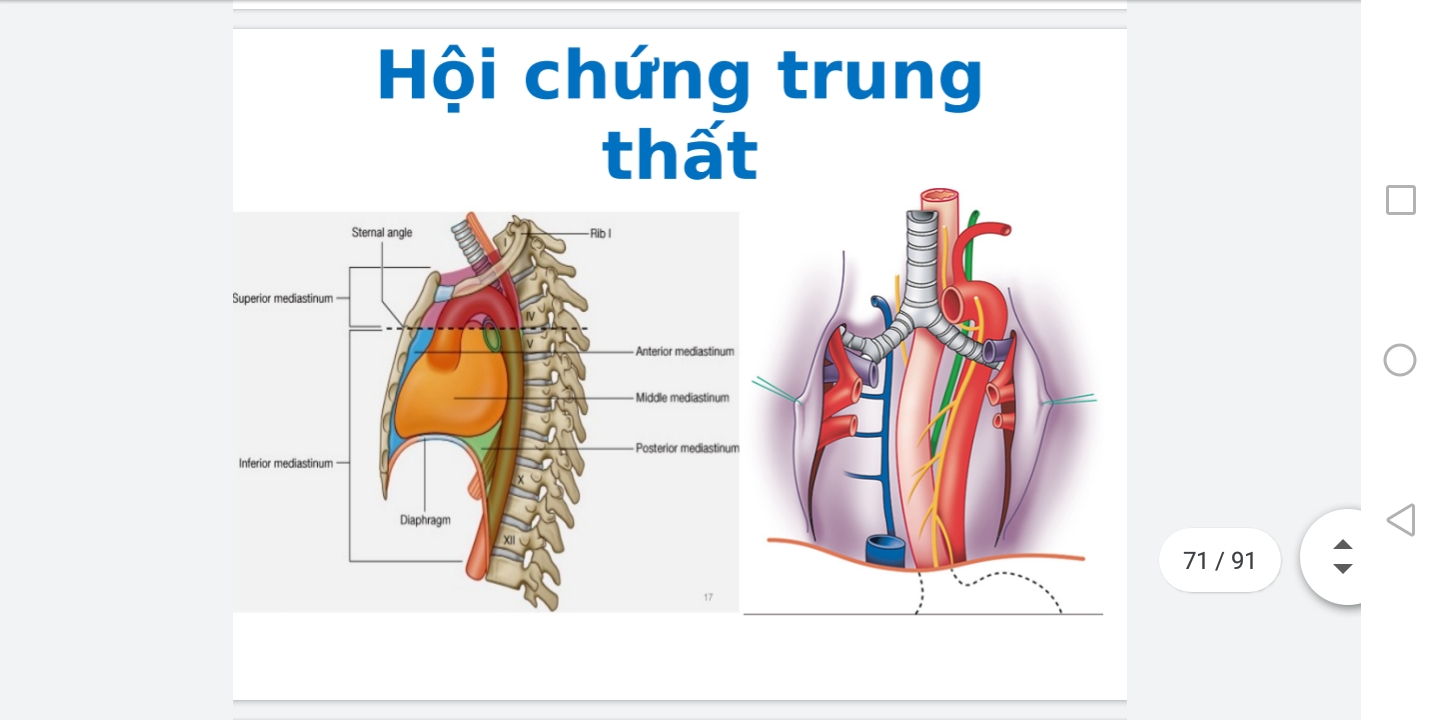 Hội chứng trung
thất
Sternal angle
Rib I
I
Superior mediastinum
IV
V
Anterior mediastinum
Middle mediastinum
Posterior mediastinum
Inferior mediastinum
X
Diaphragm
XII
17
71 / 91